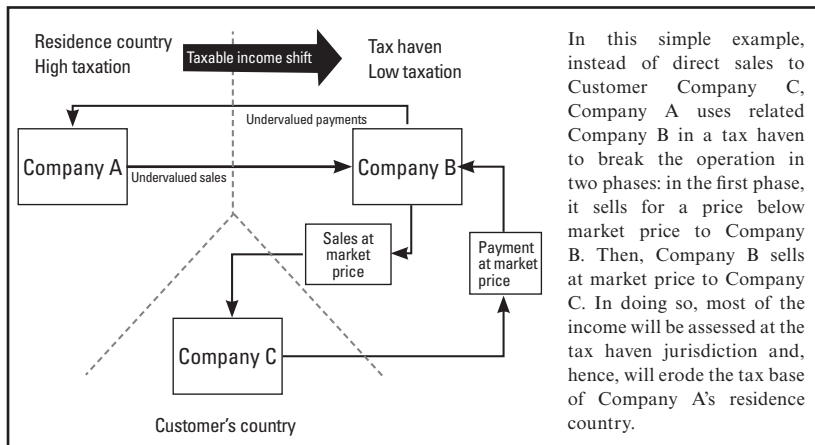 Residence country
High taxation
Taxable income shift
Tax haven
Low taxation
Undervalued payments
Company A
Company B
Undervalued sales
Sales at
market
price
Payment
at market
price
Company C
Customer's country
In this simple example,
instead of direct sales to
Customer Company C,
Company A uses related
Company B in a tax haven
to break the operation in
two phases: in the first phase,
it sells for a price below
market price to Company
B. Then, Company B sells
at market price to Company
C. In doing so, most of the
income will be assessed at the
tax haven jurisdiction and,
hence, will erode the tax base
of Company A's residence
country.